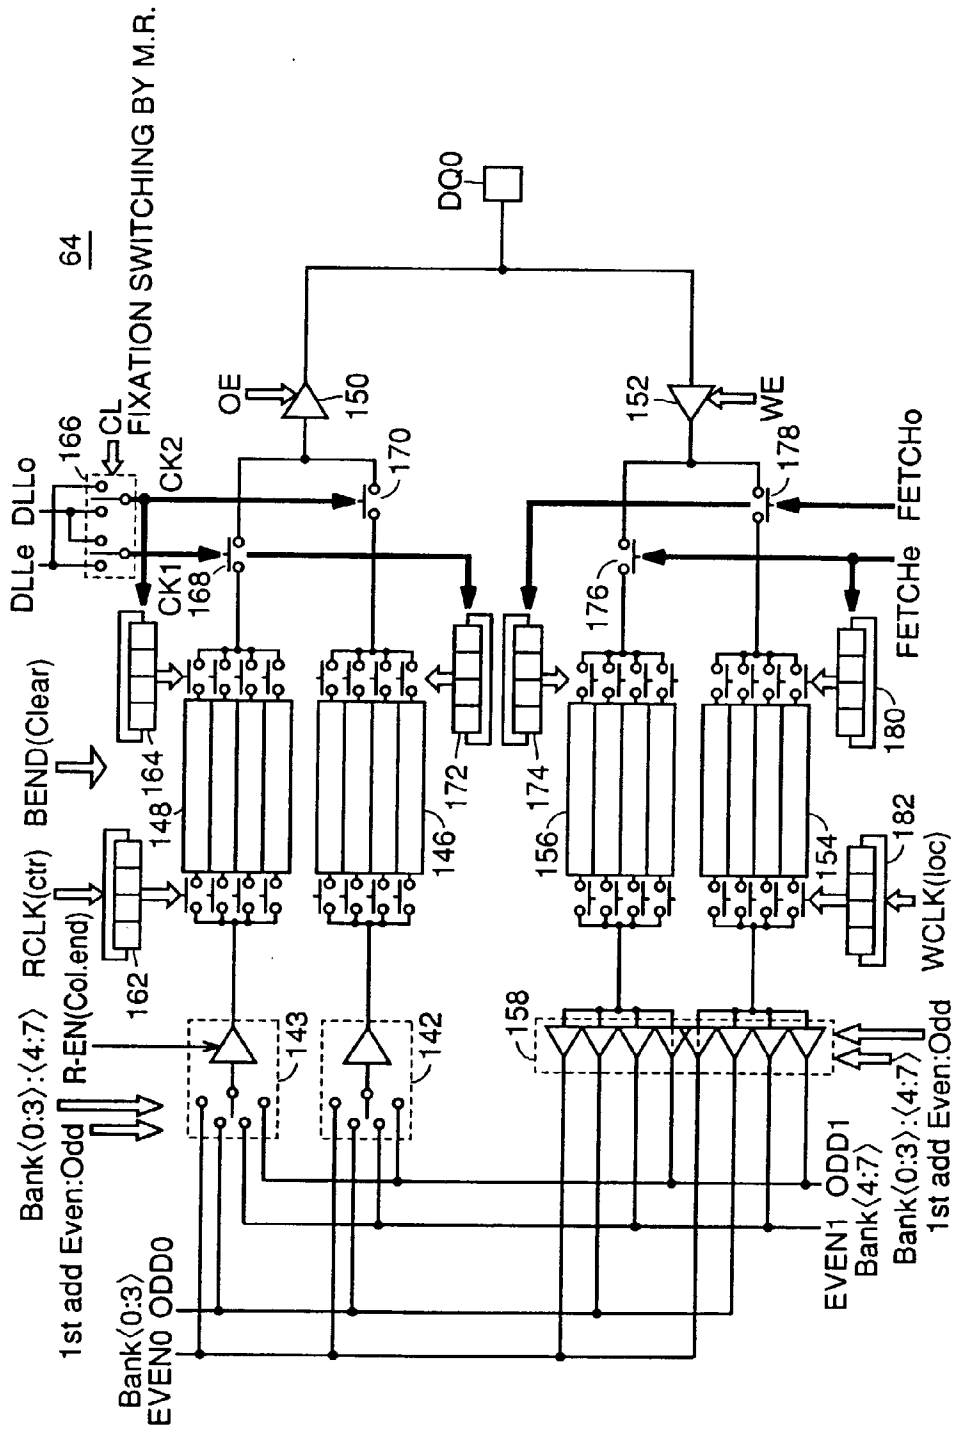 64
FIXATION SWITCHING BY M.R.
CL
166
DLLe DLLo
CK1
CK2
168
170
OE
150
DQ0
152
WE
BEND(Clear)
RCLK(ctr)
R-EN(Col.end)
Bank⟨0:3⟩:⟨4:7⟩
1st add Even:Odd
Bank⟨0:3⟩
EVEN0 ODD0
162
164
148
146
172
143
142
174
176
178
156
154
158
180
182
FETCHe
FETCHo
WCLK(loc)
EVEN1 ODD1
Bank⟨4:7⟩
Bank⟨0:3⟩:⟨4:7⟩
1st add Even:Odd